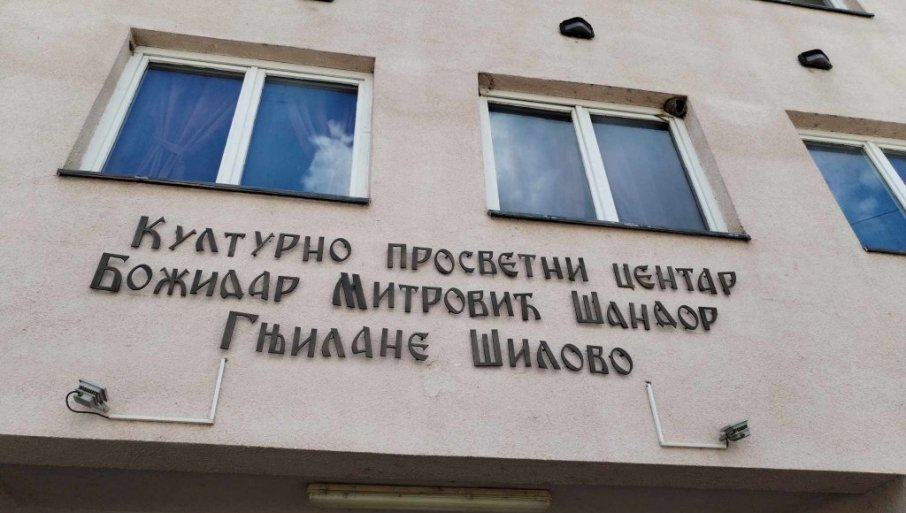 Културно просветни центар
Божидар Митровић Шандор
Гњилане Шилово